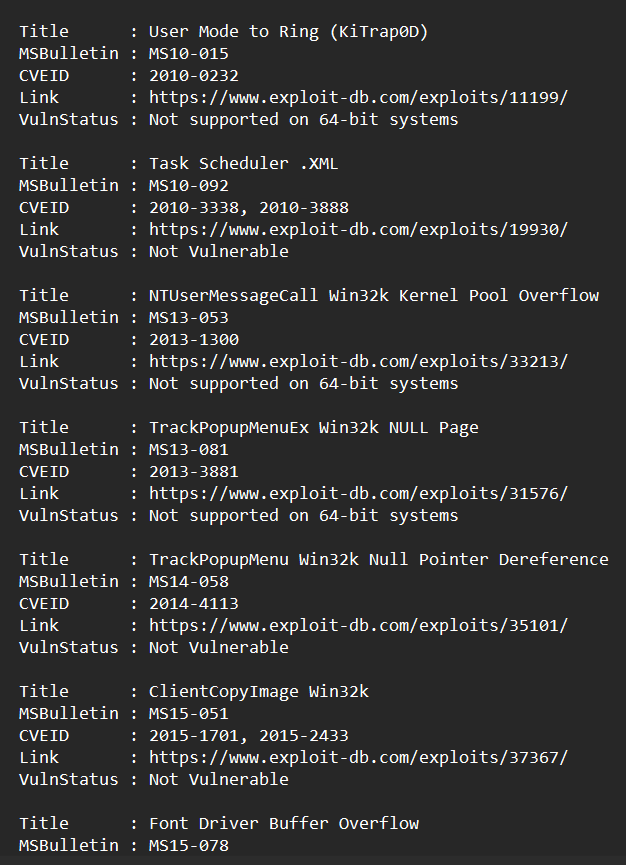 Title      : User Mode to Ring (KiTrap0D)
MSBulletin : MS10-015
CVEID      : 2010-0232
Link       : https://www.exploit-db.com/exploits/11199/
VulnStatus : Not supported on 64-bit systems

Title      : Task Scheduler .XML
MSBulletin : MS10-092
CVEID      : 2010-3338, 2010-3888
Link       : https://www.exploit-db.com/exploits/19930/
VulnStatus : Not Vulnerable

Title      : NTUserMessageCall Win32k Kernel Pool Overflow
MSBulletin : MS13-053
CVEID      : 2013-1300
Link       : https://www.exploit-db.com/exploits/33213/
VulnStatus : Not supported on 64-bit systems

Title      : TrackPopupMenuEx Win32k NULL Page
MSBulletin : MS13-081
CVEID      : 2013-3881
Link       : https://www.exploit-db.com/exploits/31576/
VulnStatus : Not supported on 64-bit systems

Title      : TrackPopupMenu Win32k Null Pointer Dereference
MSBulletin : MS14-058
CVEID      : 2014-4113
Link       : https://www.exploit-db.com/exploits/35101/
VulnStatus : Not Vulnerable

Title      : ClientCopyImage Win32k
MSBulletin : MS15-051
CVEID      : 2015-1701, 2015-2433
Link       : https://www.exploit-db.com/exploits/37367/
VulnStatus : Not Vulnerable

Title      : Font Driver Buffer Overflow
MSBulletin : MS15-078